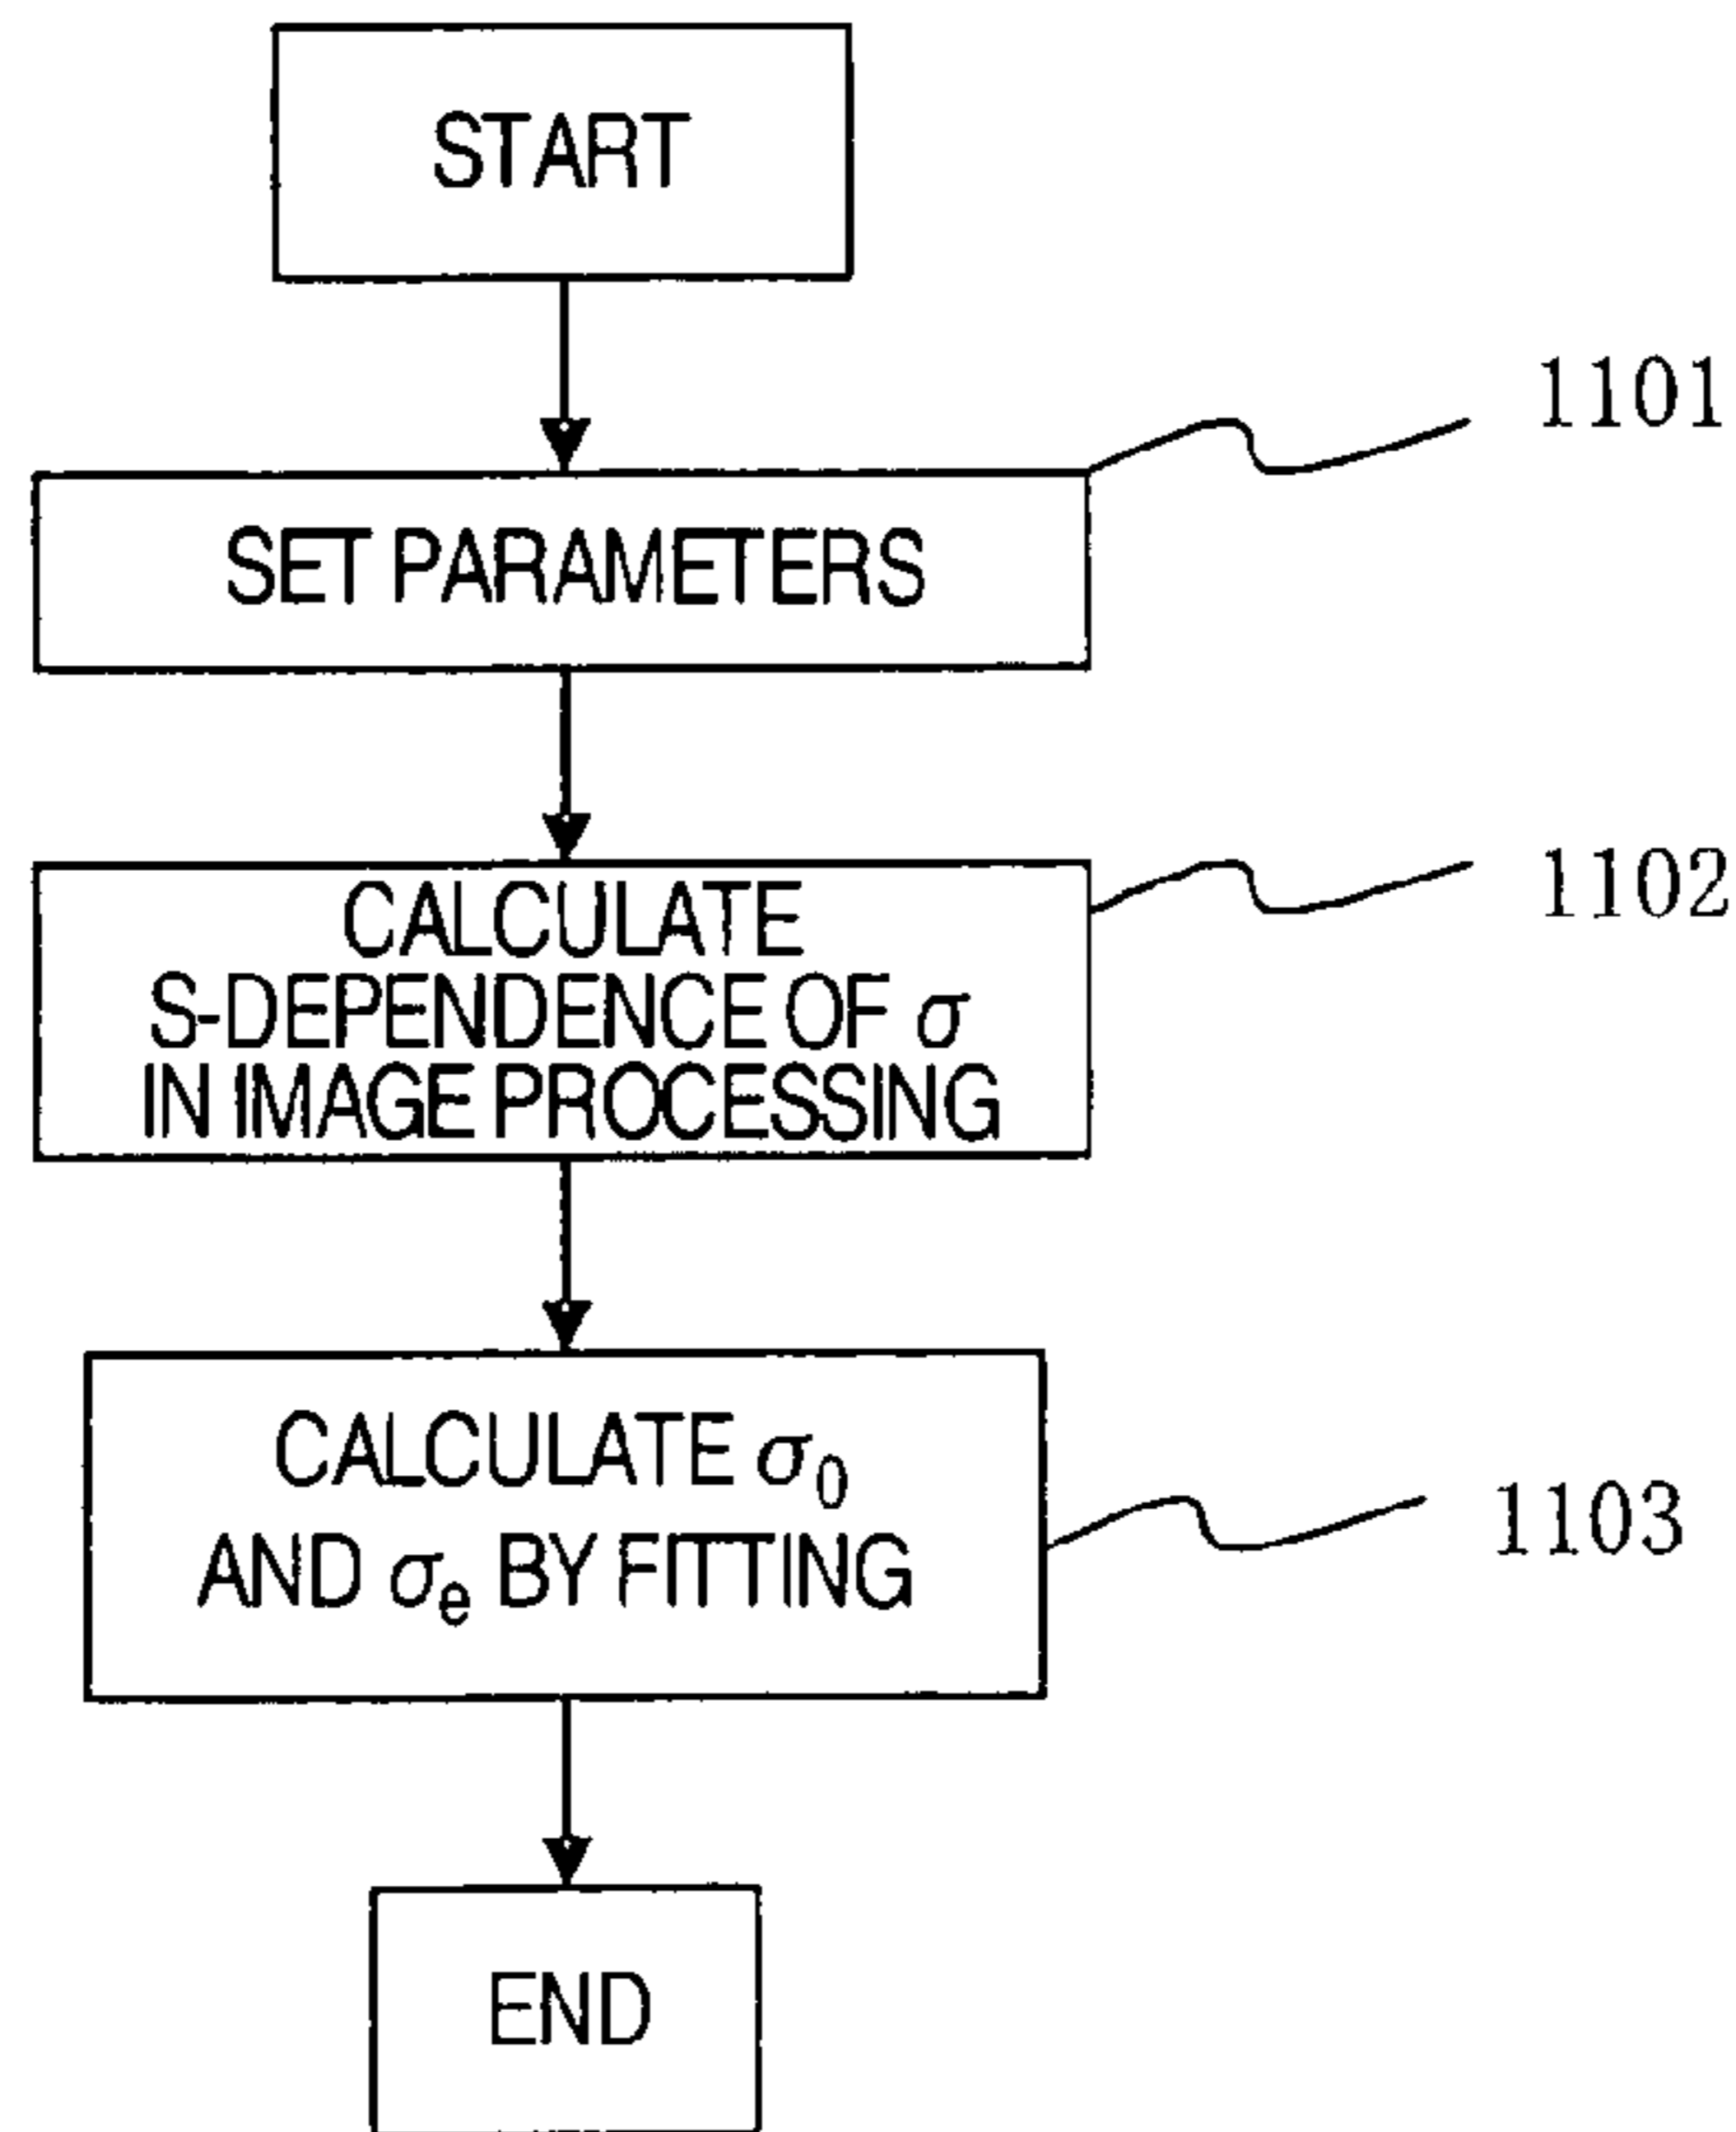 START
1101
SET PARAMETERS
1102
CALCULATE
S-DEPENDENCE OF σ
IN IMAGE PROCESSING
CALCULATE σ₀
AND σₑ BY FITTING
1103
END